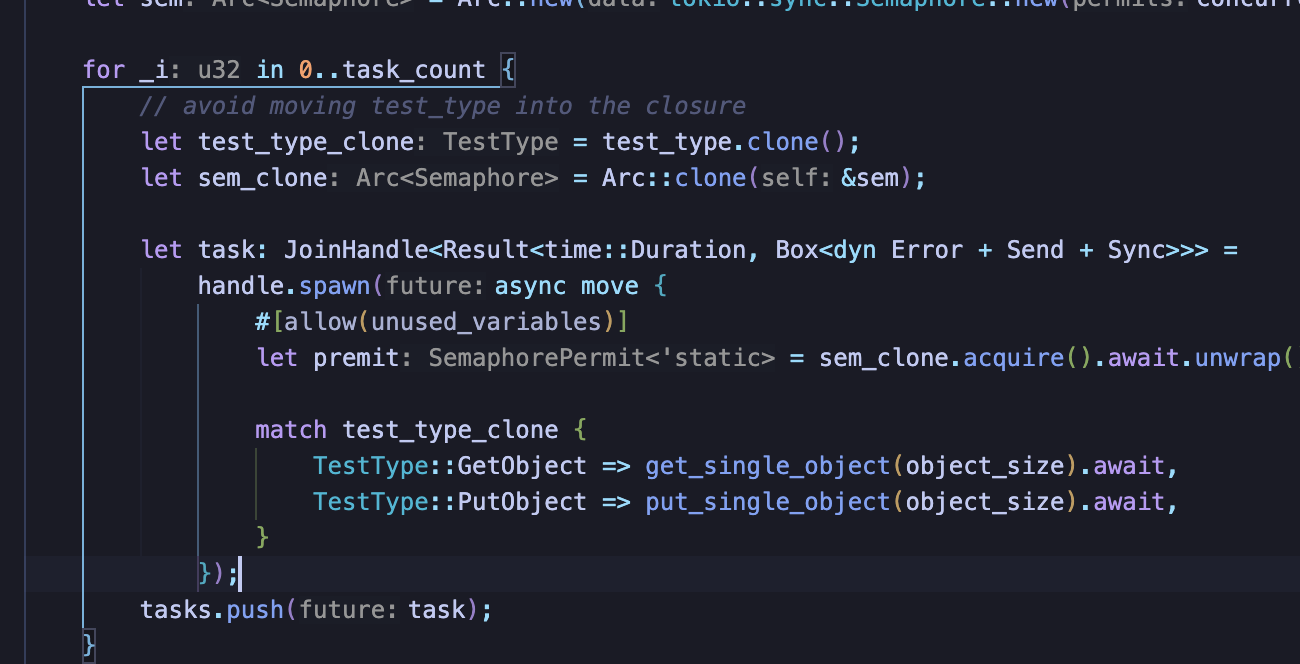 let sem: Arc<Semaphore> = Arc::new(data: tokio::sync::Semaphore::new(permits:
for _i: u32 in 0..task_count {
// avoid moving test_type into the closure
let test_type_clone: TestType = test_type.clone();
let sem_clone: Arc<Semaphore> = Arc::clone(self: &sem);
let task: JoinHandle<Result<time::Duration, Box<dyn Error + Send + Sync>>> =
handle.spawn(future: async move {
#[allow(unused_variables)]
let premit: SemaphorePermit<'static> = sem_clone.acquire().await.unwrap(
match test_type_clone {
TestType::GetObject => get_single_object(object_size).await,
TestType::PutObject => put_single_object(object_size).await,
}
});
tasks.push(future: task);
}